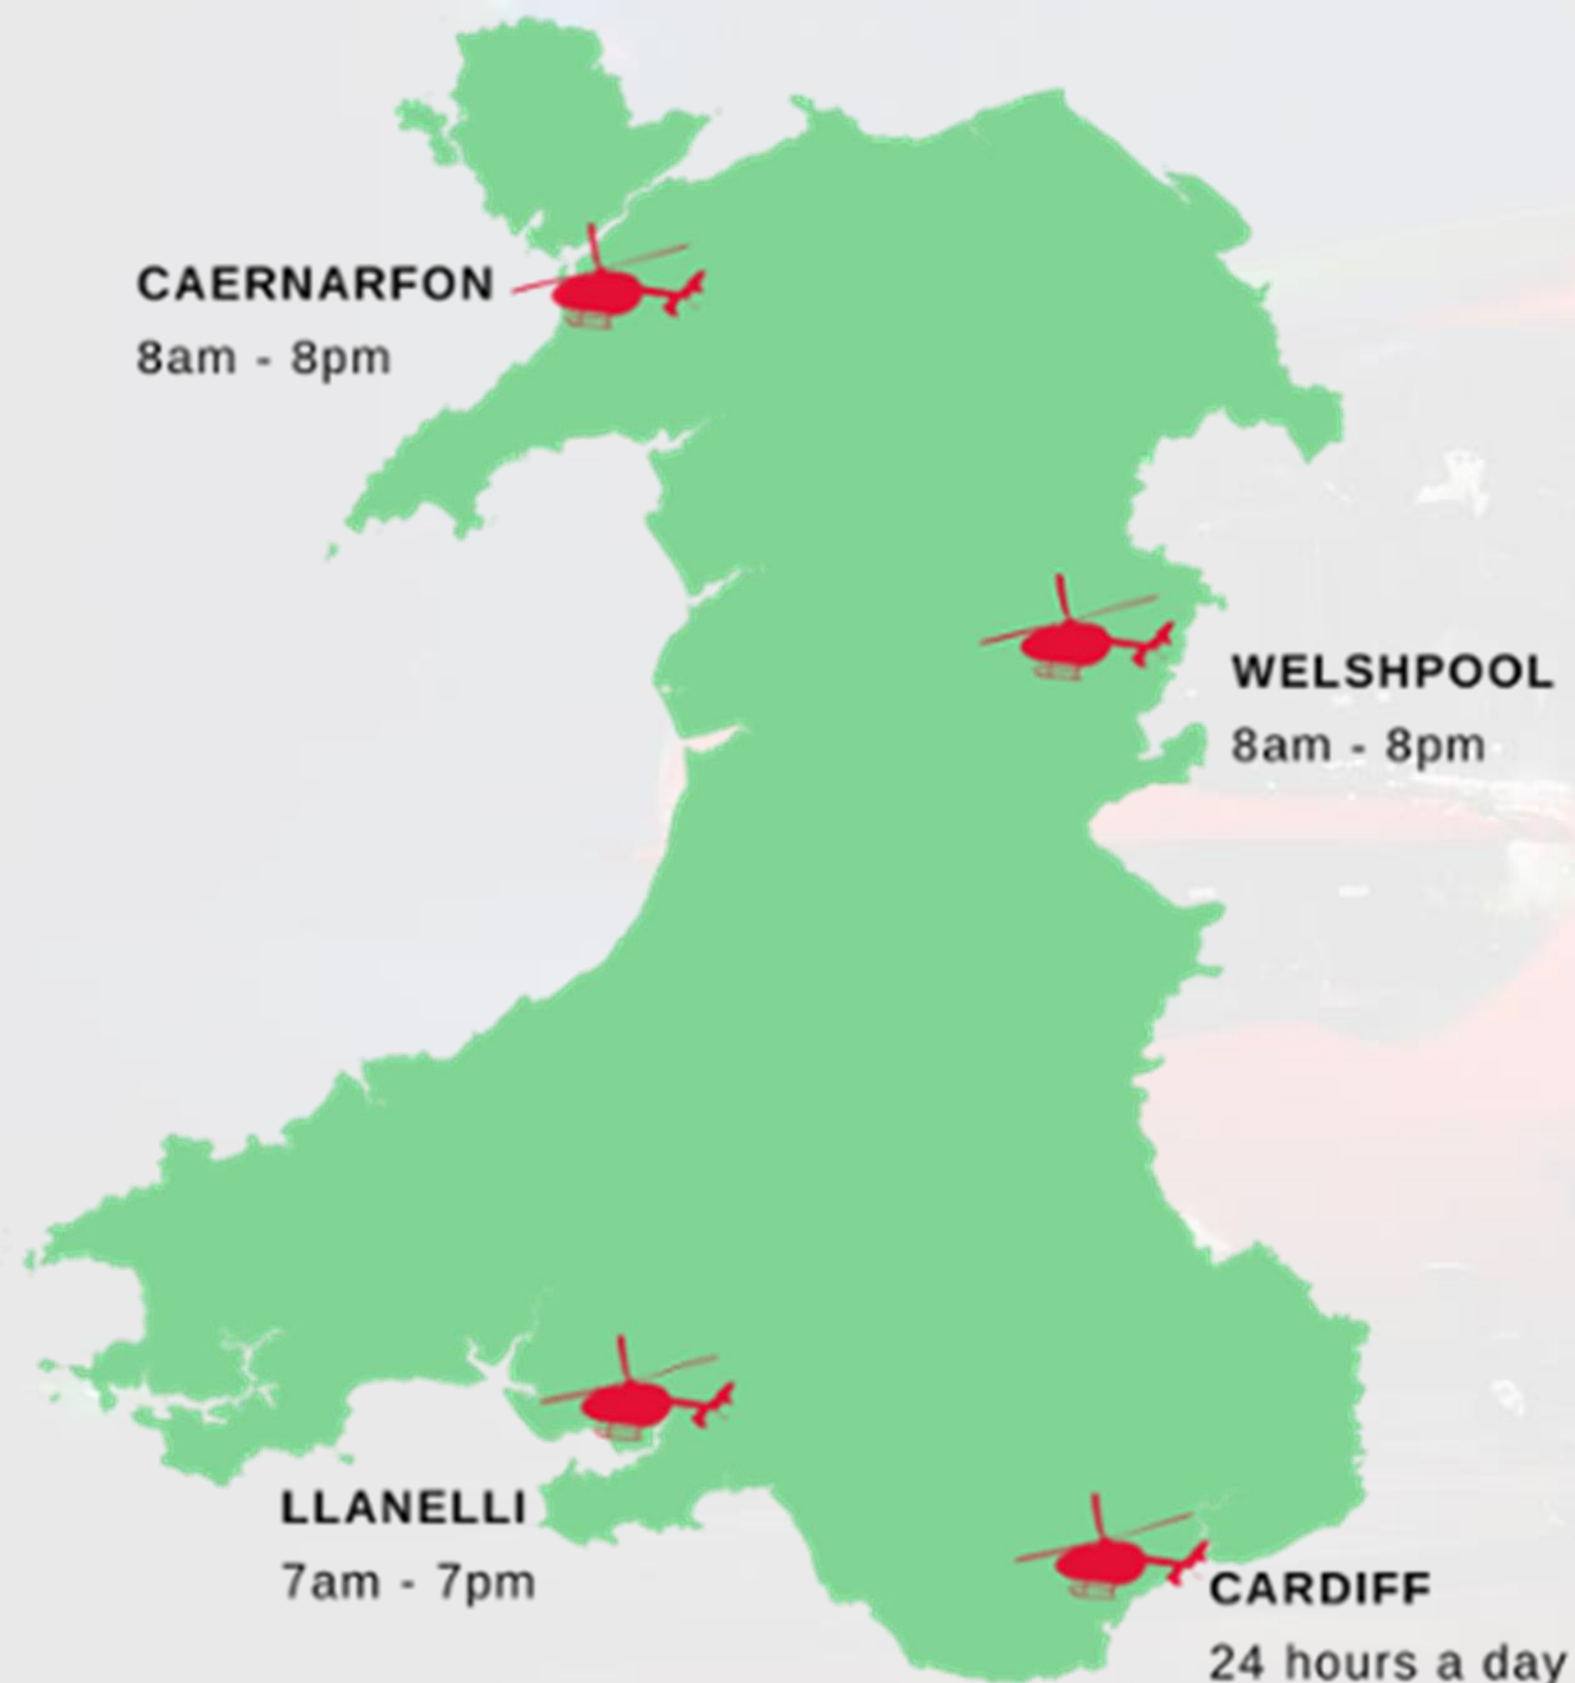 CAERNARFON
8am - 8pm
WELSHPOOL
8am - 8pm
LLANELLI
7am - 7pm
CARDIFF
24 hours a day